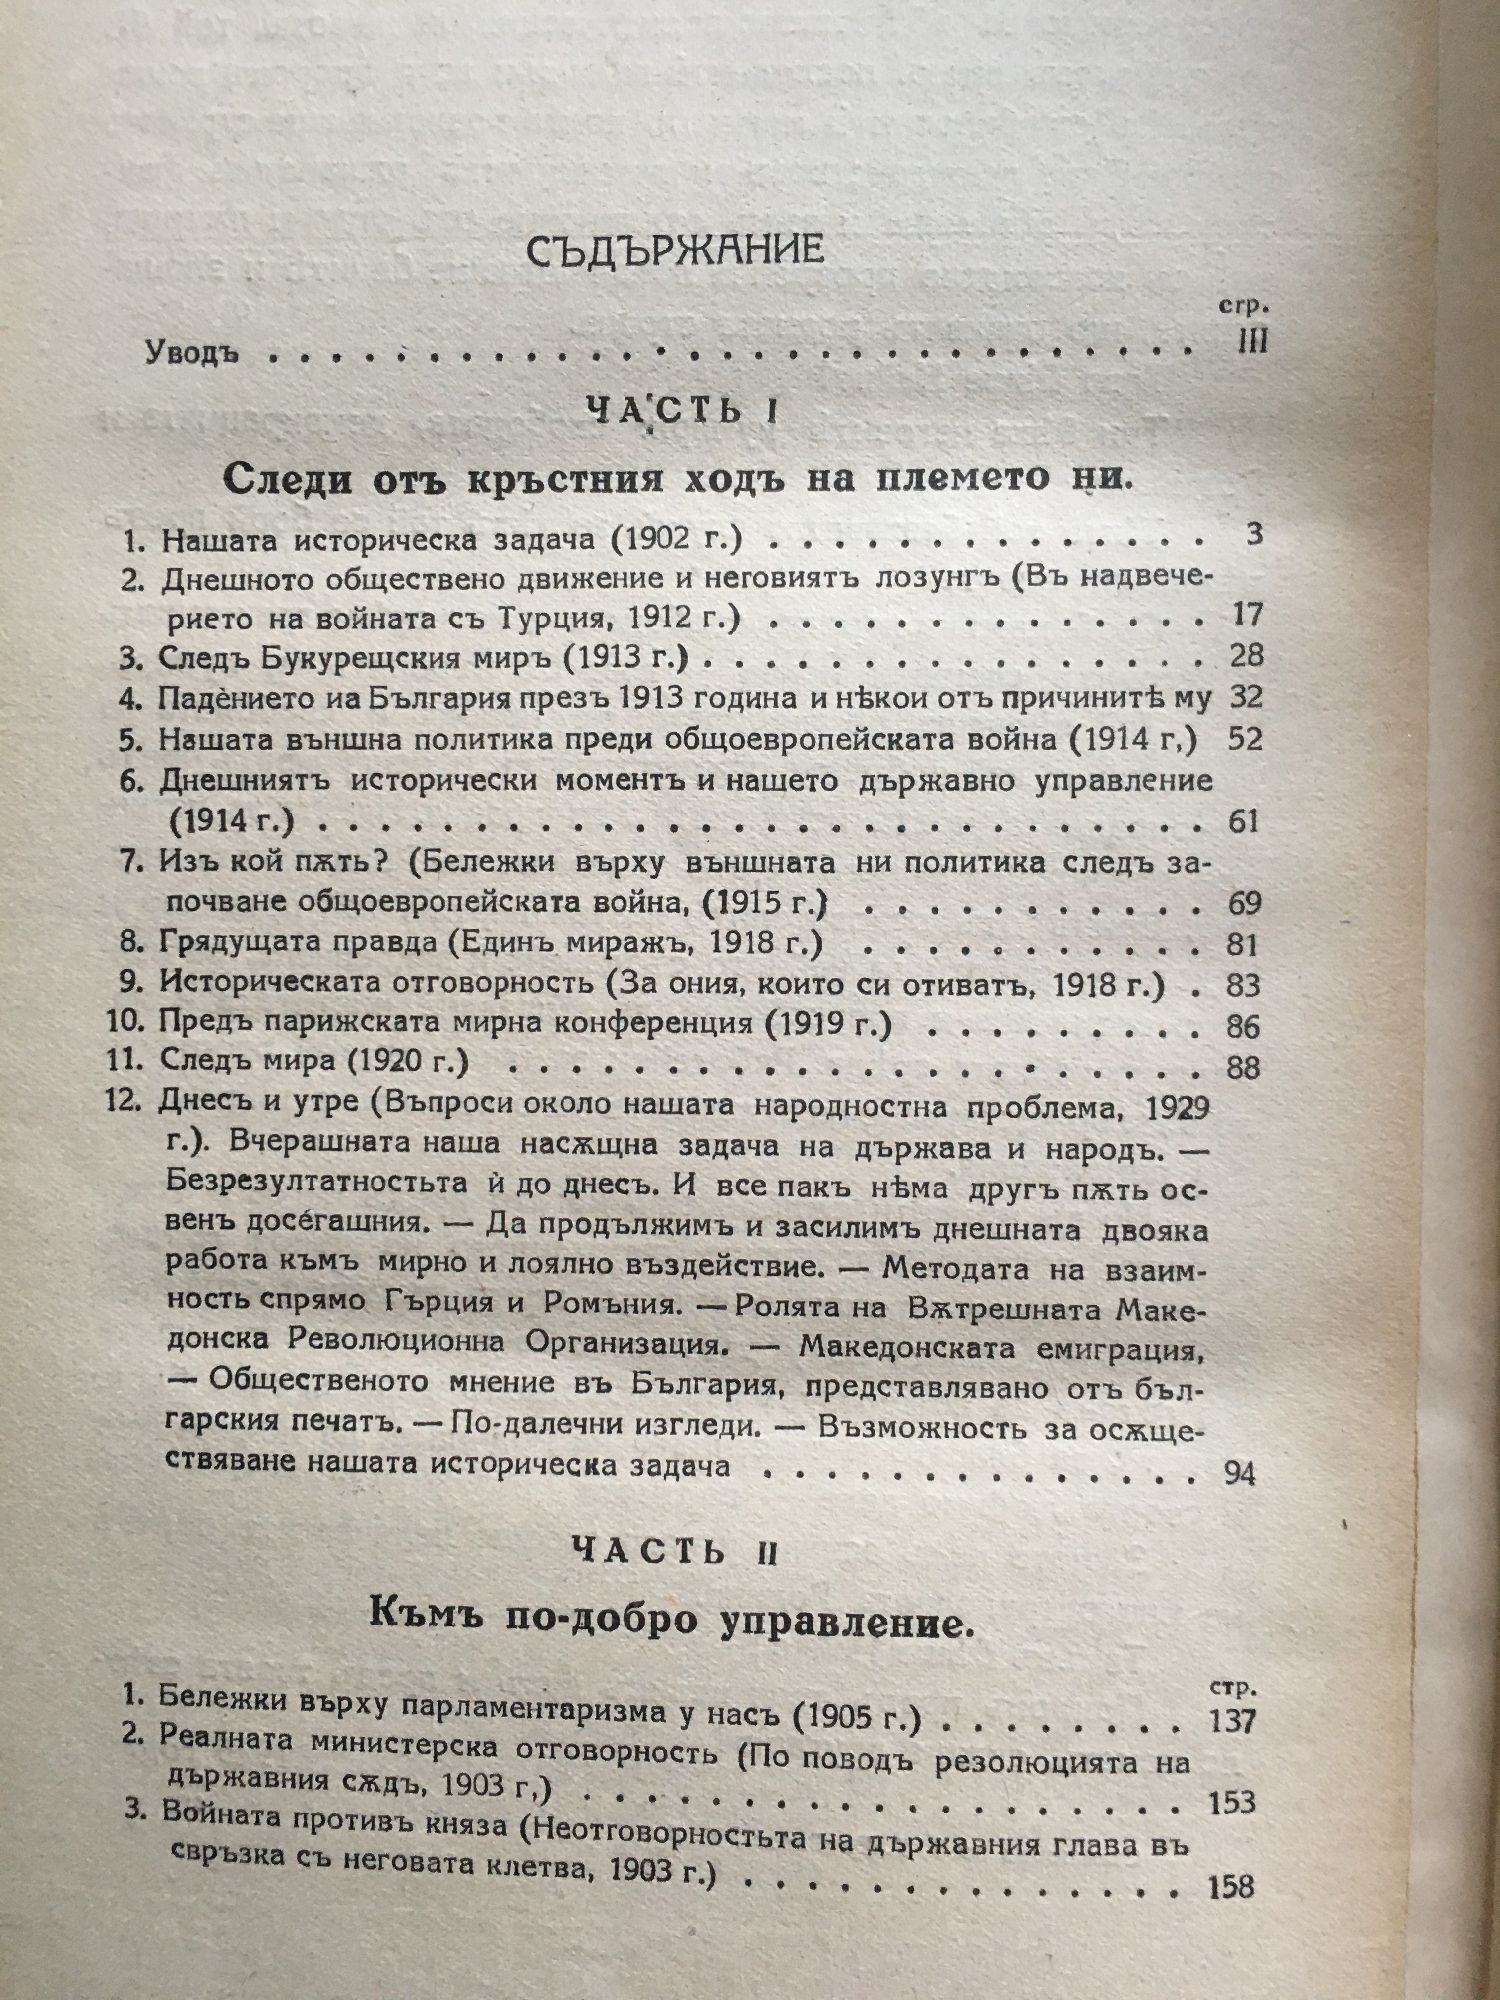 СЪДЪРЖАНИЕ
стр.
Уводъ . . . . . . . . . . . . . . . . . . . . . . . . . . . . . III
ЧАСТЬ I
Следи отъ кръстния ходъ на племето ни.
1. Нашата историческа задача (1902 г.) . . . . . . . . . . . . . . 3
2. Днешното обществено движение и неговиятъ лозунгъ (Въ надвече-
рието на войната съ Турция, 1912 г.) . . . . . . . . . . . . . . 17
3. Следъ Букурещския миръ (1913 г.) . . . . . . . . . . . . . . . . 28
4. Падѐнието иа България презъ 1913 година и нѣкои отъ причинитѣ му 32
5. Нашата външна политика преди общоевропейската война (1914 г,) 52
6. Днешниятъ исторически моментъ и нашето държавно управление
(1914 г.) . . . . . . . . . . . . . . . . . . . . . . . . . . . . 61
7. Изъ кой пѫть? (Бележки върху външната ни политика следъ за-
почване общоевропейската война, (1915 г.) . . . . . . . . . . . 69
8. Грядущата правда (Единъ миражъ, 1918 г.) . . . . . . . . . . . 81
9. Историческата отговорность (За ония, които си отиватъ, 1918 г.) . 83
10. Предъ парижската мирна конференция (1919 г.) . . . . . . . . . 86
11. Следъ мира (1920 г.) . . . . . . . . . . . . . . . . . . . . . . 88
12. Днесъ и утре (Въпроси около нашата народностна проблема, 1929
г.). Вчерашната наша насѫщна задача на държава и народъ. —
Безрезултатностьта ѝ до днесъ. И все пакъ нѣма другъ пѫть ос-
венъ досе́гашния. — Да продължимъ и засилимъ днешната двояка
работа към​ъ мирно и лоялно въздействие. — Методата на взаим-
ность спрямо Гърция и Ромъния. — Ролята на Вѫтрешната Маке-
донска Революционна Организация. — Македонската емиграция,
— Общественото мнение въ България, представлявано отъ бъл-
гарския печатъ. — По-далечни изгледи. — Възможность за осѫще-
ствяване нашата историческа задача . . . . . . . . . . . . . . 94
ЧАСТЬ II
Къмъ по-добро управление.
стр.
1. Бележки върху парламентаризма у насъ (1905 г.) . . . . . . . . 137
2. Реалната министерска отговорность (По поводъ резолюцията на
държавния сѫдъ, 1903 г,) . . . . . . . . . . . . . . . . . . . 153
3. Войната противъ княза (Неотговорностьта на държавния глава въ
свръзка съ неговата клетва, 1903 г.) . . . . . . . . . . . . . . 158